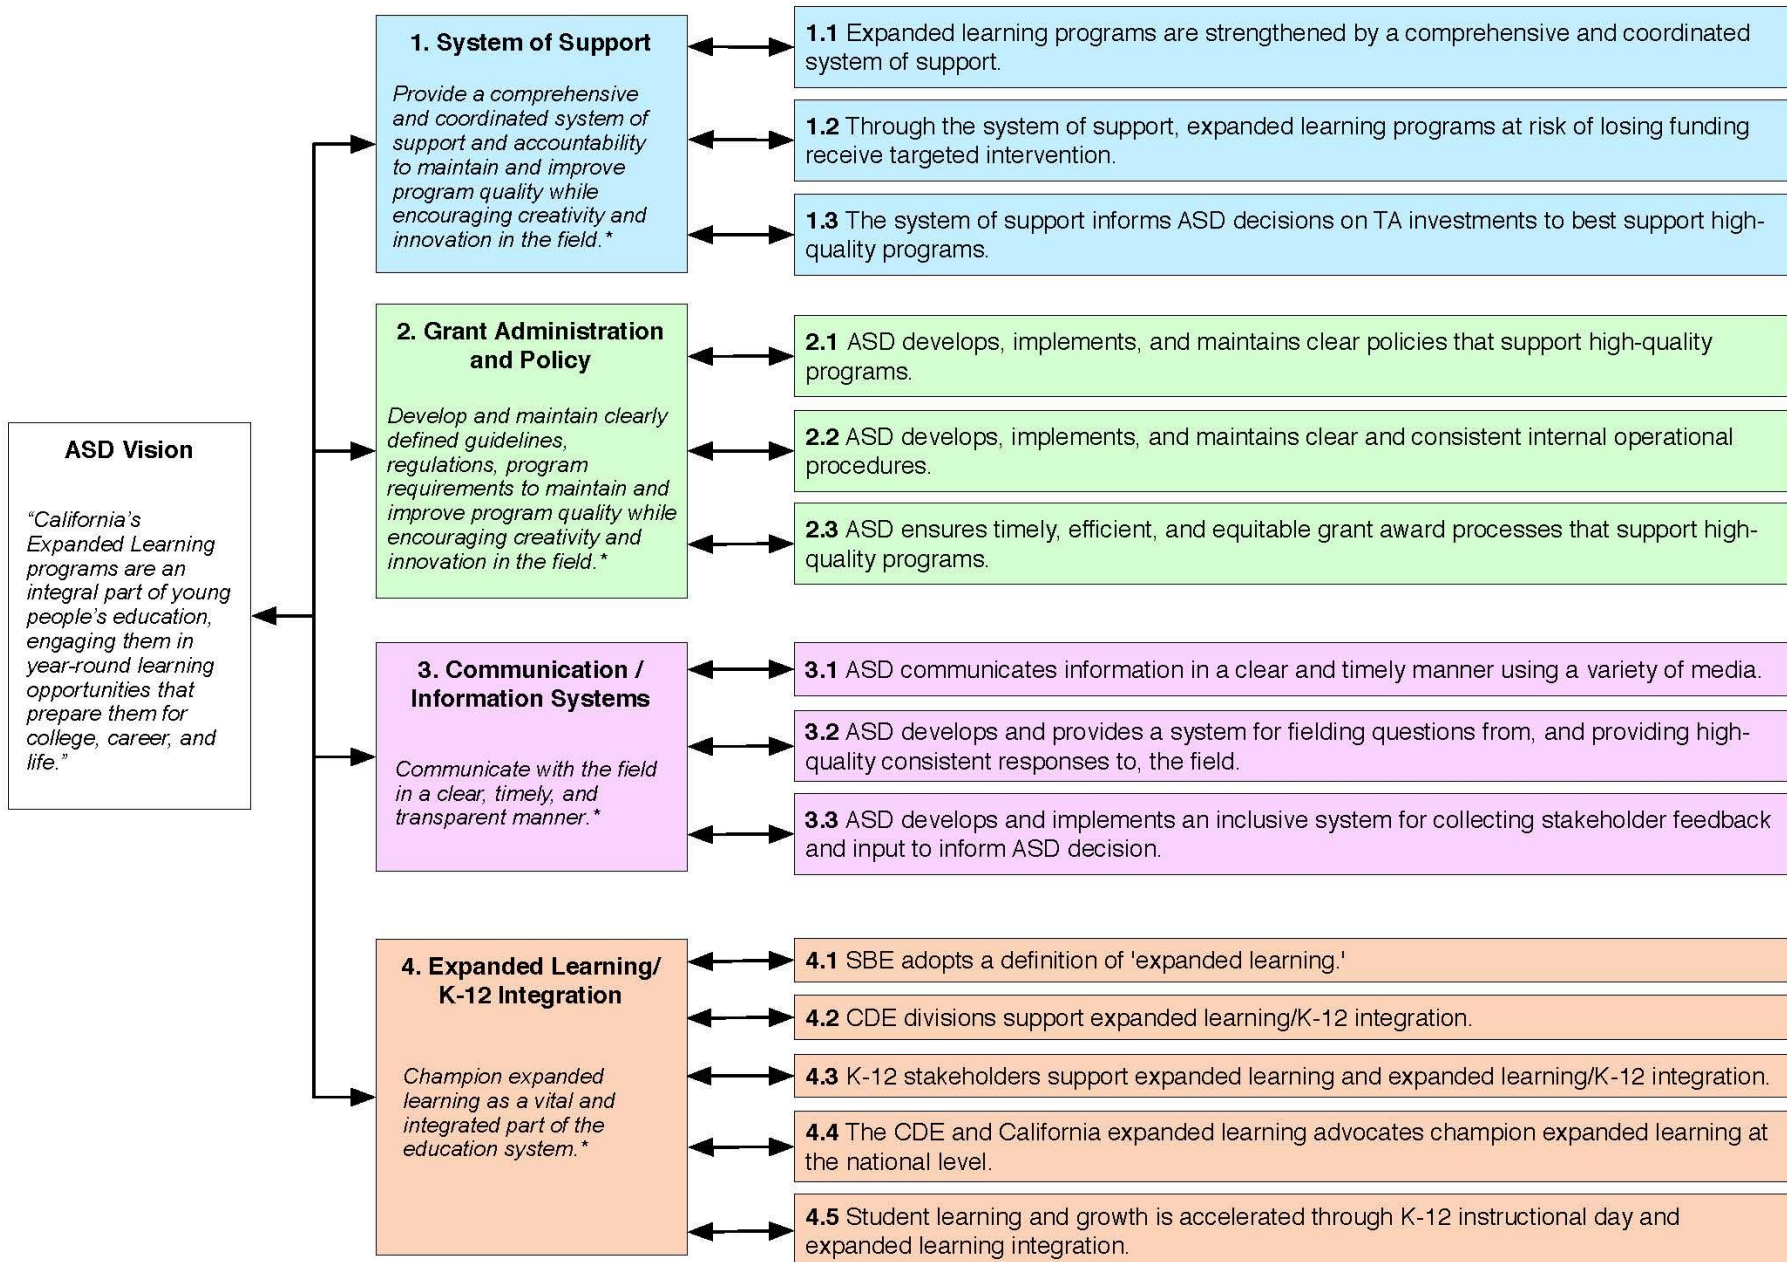 ASD Vision
“California’s
Expanded Learning
programs are an
integral part of young
people’s education,
engaging them in
year-round learning
opportunities that
prepare them for
college, career, and
life.”
1. System of Support
Provide a comprehensive
and coordinated system of
support and accountability
to maintain and improve
program quality while
encouraging creativity and
innovation in the field.*
1.1 Expanded learning programs are strengthened by a comprehensive and coordinated
system of support.
1.2 Through the system of support, expanded learning programs at risk of losing funding
receive targeted intervention.
1.3 The system of support informs ASD decisions on TA investments to best support high-
quality programs.
2. Grant Administration
and Policy
Develop and maintain clearly
defined guidelines,
regulations, program
requirements to maintain and
improve program quality while
encouraging creativity and
innovation in the field.*
2.1 ASD develops, implements, and maintains clear policies that support high-quality
programs.
2.2 ASD develops, implements, and maintains clear and consistent internal operational
procedures.
2.3 ASD ensures timely, efficient, and equitable grant award processes that support high-
quality programs.
3. Communication /
Information Systems
Communicate with the field
in a clear, timely, and
transparent manner.*
3.1 ASD communicates information in a clear and timely manner using a variety of media.
3.2 ASD develops and provides a system for fielding questions from, and providing high-
quality consistent responses to, the field.
3.3 ASD develops and implements an inclusive system for collecting stakeholder feedback
and input to inform ASD decision.
4. Expanded Learning/
K-12 Integration
Champion expanded
learning as a vital and
integrated part of the
education system.*
4.1 SBE adopts a definition of 'expanded learning.'
4.2 CDE divisions support expanded learning/K-12 integration.
4.3 K-12 stakeholders support expanded learning and expanded learning/K-12 integration.
4.4 The CDE and California expanded learning advocates champion expanded learning at
the national level.
4.5 Student learning and growth is accelerated through K-12 instructional day and
expanded learning integration.